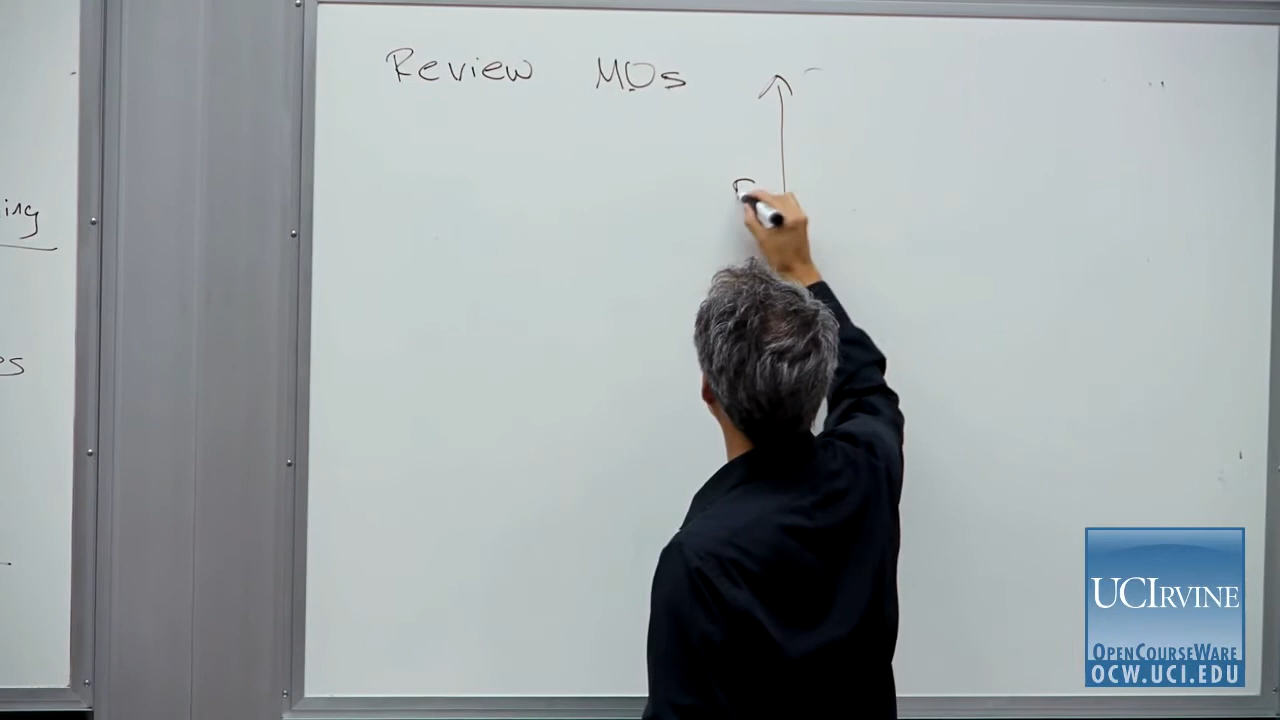 Review MOs
ing
es
UCIRVINE
OPENCOURSEWARE
OCW.UCI.EDU